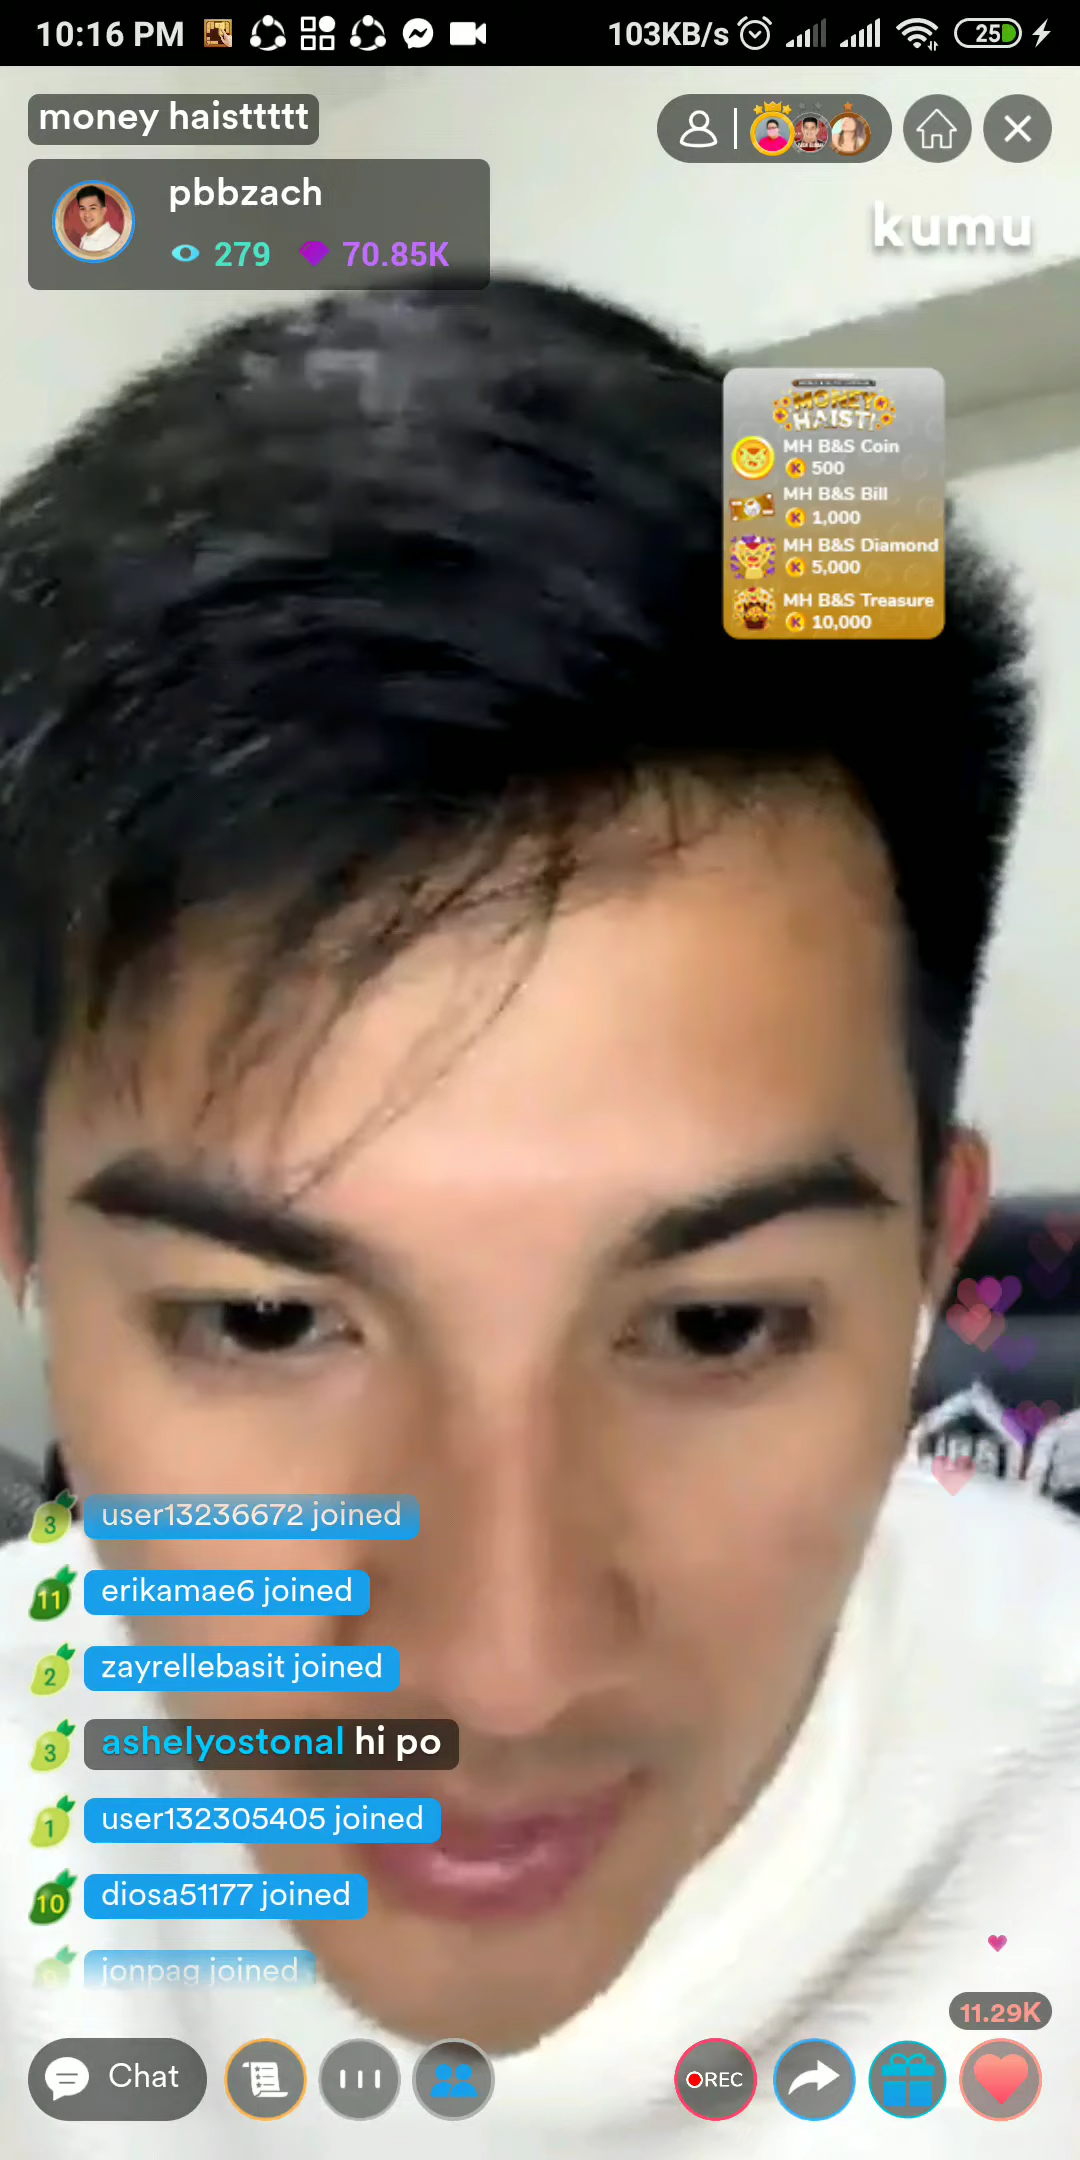 10:16 PM
103KB/s
25
money haisttttt
pbbzach
279 70.85K
kumu
MONEY
HAIST!
MH B&S Coin
K 500
MH B&S Bill
K 1,000
MH B&S Diamond
K 5,000
MH B&S Treasure
K 10,000
3 user13236672 joined
11 erikamae6 joined
2 zayrellebasit joined
3 ashelyostonal hi po
1 user132305405 joined
10 diosa51177 joined
jonpag joined
11.29K
Chat
REC